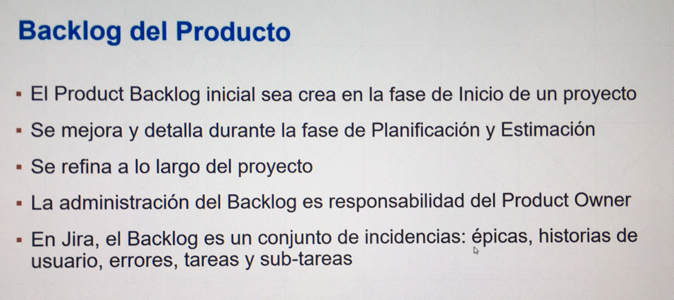 Backlog del Producto
El Product Backlog inicial sea crea en la fase de Inicio de un proyecto
Se mejora y detalla durante la fase de Planificación y Estimación
Se refina a lo largo del proyecto
La administración del Backlog es responsabilidad del Product Owner
En Jira, el Backlog es un conjunto de incidencias: épicas, historias de
usuario, errores, tareas y sub-tareas